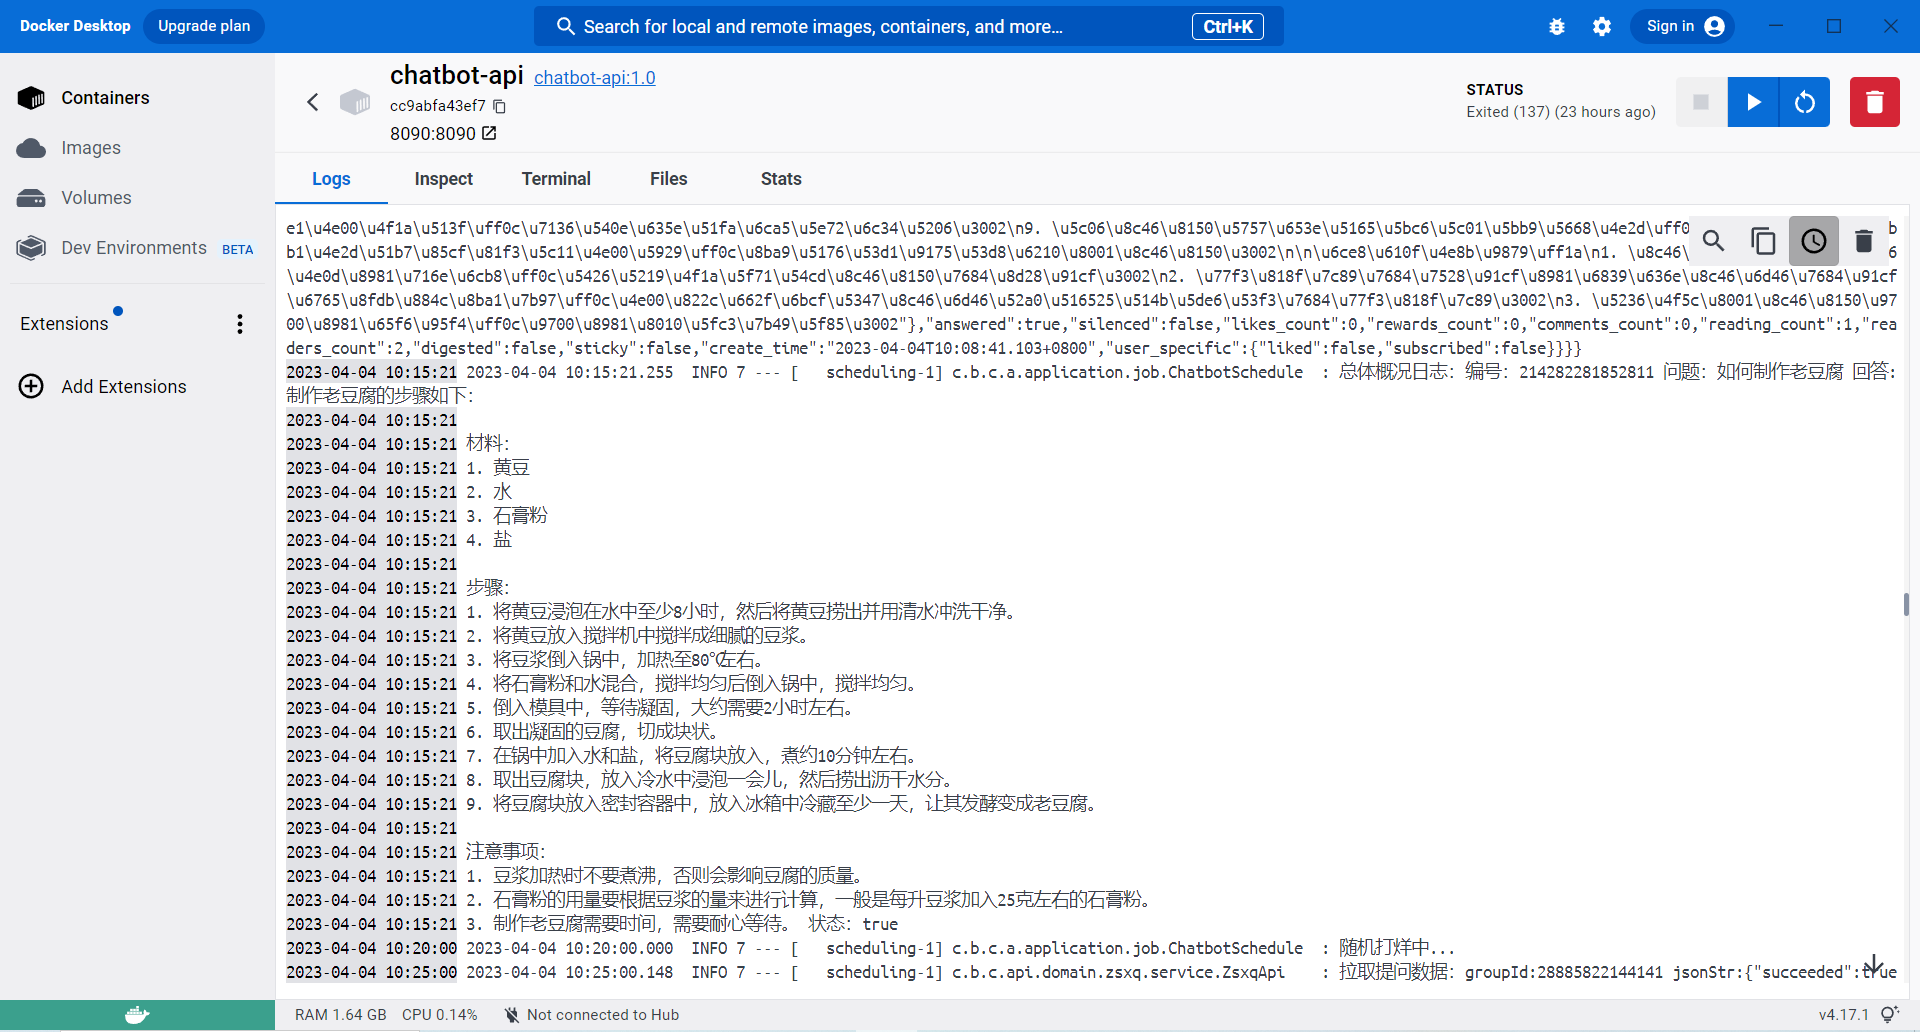 Docker Desktop
Upgrade plan
Search for local and remote images, containers, and more...
Ctrl+K
Sign in
Containers
Images
Volumes
Dev Environments BETA
Extensions
Add Extensions
chatbot-api chatbot-api:1.0
cc9abfa43ef7
8090:8090
STATUS
Exited (137) (23 hours ago)
Logs
Inspect
Terminal
Files
Stats
e1\u4e00\u4f1a\u513f\uff0c\u7136\u540e\u635e\u51fa\u6ca5\u5e72\u6c34\u5206\u3002\n9. \u5c06\u8c46\u8150\u5757\u653e\u5165\u5bc6\u5c01\u5bb9\u5668\u4e2d\uff0 b
b1\u4e2d\u51b7\u85cf\u81f3\u5c11\u4e00\u5929\uff0c\u8ba9\u5176\u53d1\u9175\u53d8\u6210\u8001\u8c46\u8150\u3002\n\n\u6ce8\u610f\u4e8b\u9879\uff1a\n1. \u8c46\ 6
\u4e0d\u8981\u716e\u6cb8\uff0c\u5426\u5219\u4f1a\u5f71\u54cd\u8c46\u8150\u7684\u8d28\u91cf\u3002\n2. \u77f3\u818f\u7c89\u7684\u7528\u91cf\u8981\u6839\u636e\u8c46\u6d46\u7684\u91cf
\u6765\u8fdb\u884c\u8ba1\u7b97\uff0c\u4e00\u822c\u662f\u6bcf\u5347\u8c46\u6d46\u52a0\u516525\u514b\u5de6\u53f3\u7684\u77f3\u818f\u7c89\u3002\n3. \u5236\u4f5c\u8001\u8c46\u8150\u97
00\u8981\u65f6\u95f4\uff0c\u9700\u8981\u8010\u5fc3\u7b49\u5f85\u3002"},"answered":true,"silenced":false,"likes_count":0,"rewards_count":0,"comments_count":0,"reading_count":1,"rea
ders_count":2,"digested":false,"sticky":false,"create_time":"2023-04-04T10:08:41.103+0800","user_specific":{"liked":false,"subscribed":false}}}}
2023-04-04 10:15:21 2023-04-04 10:15:21.255  INFO 7 --- [   scheduling-1] c.b.c.a.application.job.ChatbotSchedule  : 总体概况日志：编号：214282281852811 问题：如何制作老豆腐 回答：
制作老豆腐的步骤如下：
2023-04-04 10:15:21
2023-04-04 10:15:21 材料：
2023-04-04 10:15:21 1. 黄豆
2023-04-04 10:15:21 2. 水
2023-04-04 10:15:21 3. 石膏粉
2023-04-04 10:15:21 4. 盐
2023-04-04 10:15:21
2023-04-04 10:15:21 步骤：
2023-04-04 10:15:21 1. 将黄豆浸泡在水中至少8小时，然后将黄豆捞出并用清水冲洗干净。
2023-04-04 10:15:21 2. 将黄豆放入搅拌机中搅拌成细腻的豆浆。
2023-04-04 10:15:21 3. 将豆浆倒入锅中，加热至80℃左右。
2023-04-04 10:15:21 4. 将石膏粉和水混合，搅拌均匀后倒入锅中，搅拌均匀。
2023-04-04 10:15:21 5. 倒入模具中，等待凝固，大约需要2小时左右。
2023-04-04 10:15:21 6. 取出凝固的豆腐，切成块状。
2023-04-04 10:15:21 7. 在锅中加入水和盐，将豆腐块放入，煮约10分钟左右。
2023-04-04 10:15:21 8. 取出豆腐块，放入冷水中浸泡一会儿，然后捞出沥干水分。
2023-04-04 10:15:21 9. 将豆腐块放入密封容器中，放入冰箱中冷藏至少一天，让其发酵变成老豆腐。
2023-04-04 10:15:21
2023-04-04 10:15:21 注意事项：
2023-04-04 10:15:21 1. 豆浆加热时不要煮沸，否则会影响豆腐的质量。
2023-04-04 10:15:21 2. 石膏粉的用量要根据豆浆的量来进行计算，一般是每升豆浆加入25克左右的石膏粉。
2023-04-04 10:15:21 3. 制作老豆腐需要时间，需要耐心等待。 状态：true
2023-04-04 10:20:00 2023-04-04 10:20:00.000  INFO 7 --- [   scheduling-1] c.b.c.a.application.job.ChatbotSchedule  : 随机打烊中...
2023-04-04 10:25:00 2023-04-04 10:25:00.148  INFO 7 --- [   scheduling-1] c.b.c.api.domain.zsxq.service.ZsxqApi    : 拉取提问数据：groupId:28885822144141 jsonStr:{"succeeded":true
RAM 1.64 GB CPU 0.14% Not connected to Hub
v4.17.1